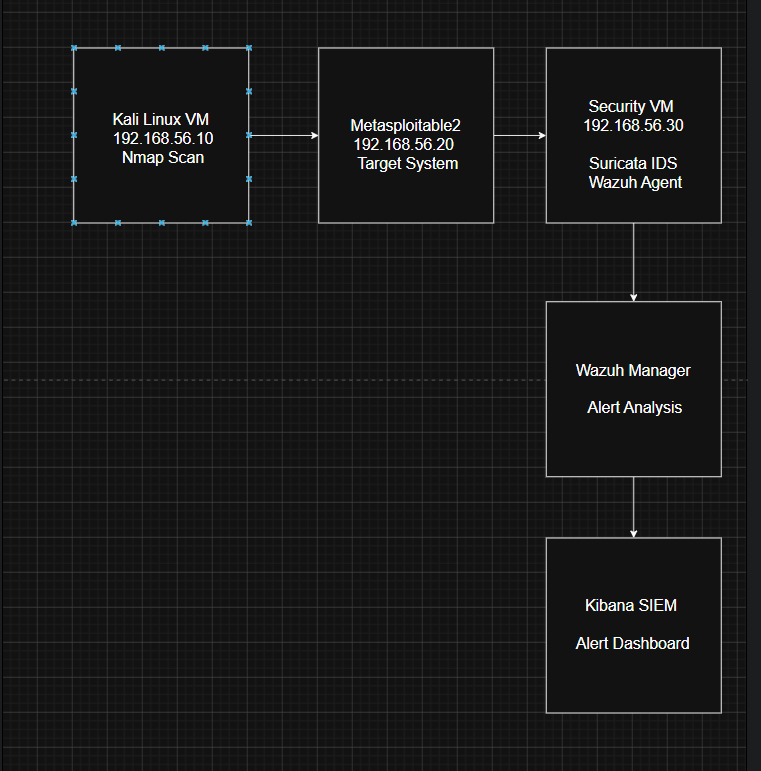 Kali Linux VM
192.168.56.10
Nmap Scan
Metasploitable2
192.168.56.20
Target System
Security VM
192.168.56.30
Suricata IDS
Wazuh Agent
Wazuh Manager
Alert Analysis
Kibana SIEM
Alert Dashboard